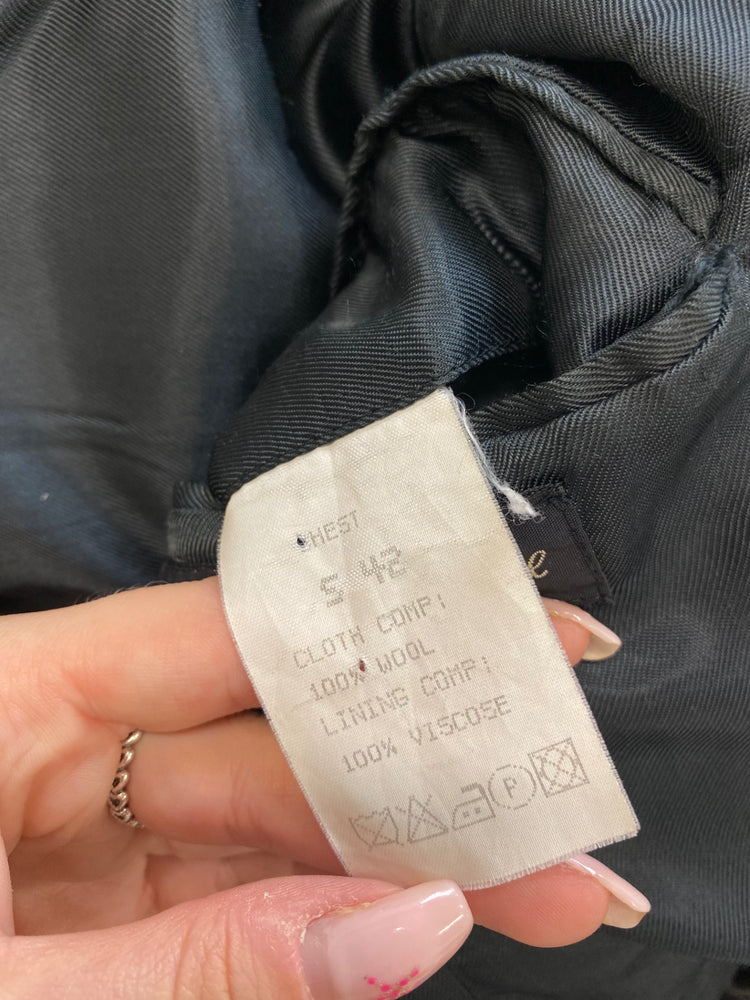 CHEST
S 42
CLOTH COMP:
100% WOOL
LINING COMP:
100% VISCOSE
P
e